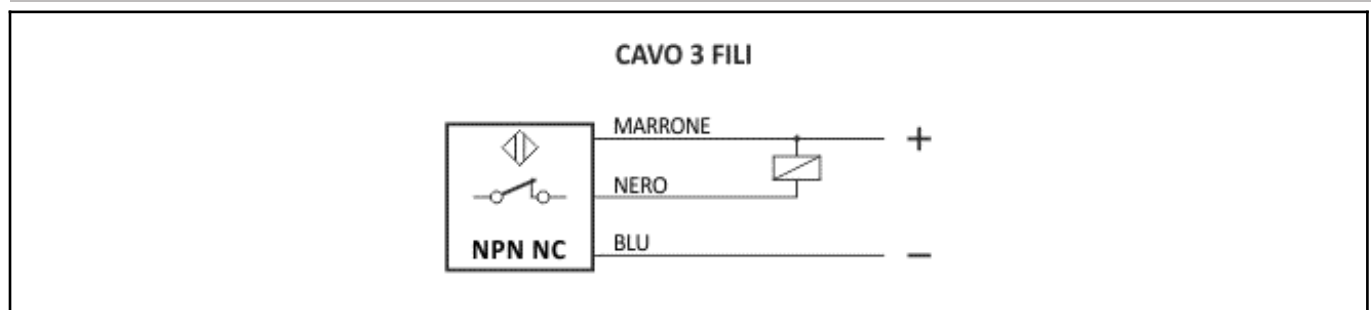 CAVO 3 FILI
MARRONE
+
NERO
NPN NC
BLU
−